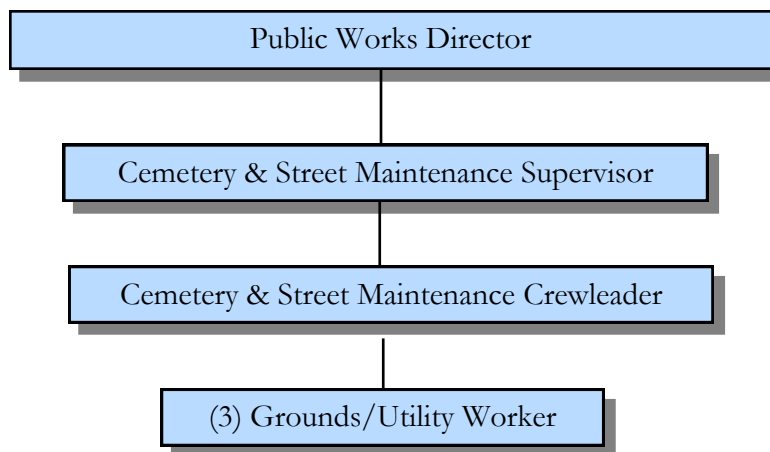 Public Works Director
Cemetery & Street Maintenance Supervisor
Cemetery & Street Maintenance Crewleader
(3) Grounds/Utility Worker